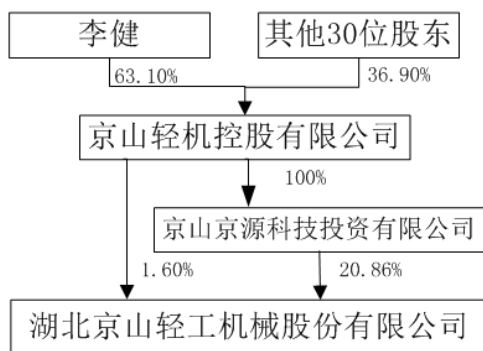 李健
其他30位股东
63.10%
36.90%
京山轻机控股有限公司
100%
京山京源科技投资有限公司
1.60%
20.86%
湖北京山轻工机械股份有限公司